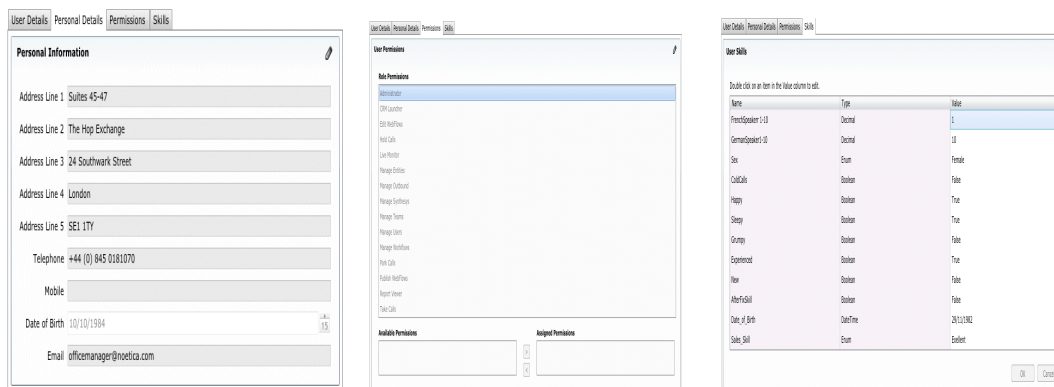 User Details Personal Details Permissions Skills
Personal Information
Address Line 1 Suites 45-47
Address Line 2 The Hop Exchange
Address Line 3 24 Southwark Street
Address Line 4 London
Address Line 5 SE1 1TY
Telephone +44 (0) 845 0181070
Mobile
Date of Birth 10/10/1984 15
Email officemanager@noetica.com
User Details Personal Details Permissions Skills
User Permissions
Role Permissions
Administrator
CRM Launcher
Edit WebFlows
Hold Calls
Live Monitor
Manage Entities
Manage Outbound
Manage Synthesys
Manage Teams
Manage Users
Manage Workflows
Park Calls
Publish WebFlows
Report Viewer
Take Calls
Available Permissions Assigned Permissions
>
<
User Details Personal Details Permissions Skills
User Skills
Double click on an item in the Value column to edit.
Name Type Value
FrenchSpeakerr 1-10 Decimal 1
GermanSpeaker1-10 Decimal 10
Sex Enum Female
ColdCalls Boolean False
Happy Boolean True
Sleepy Boolean True
Grumpy Boolean False
Experienced Boolean True
New Boolean False
AfterFixSkill Boolean False
Date_of_Birth DateTime 29/11/1982
Sales_Skill Enum Exellent
OK Cance